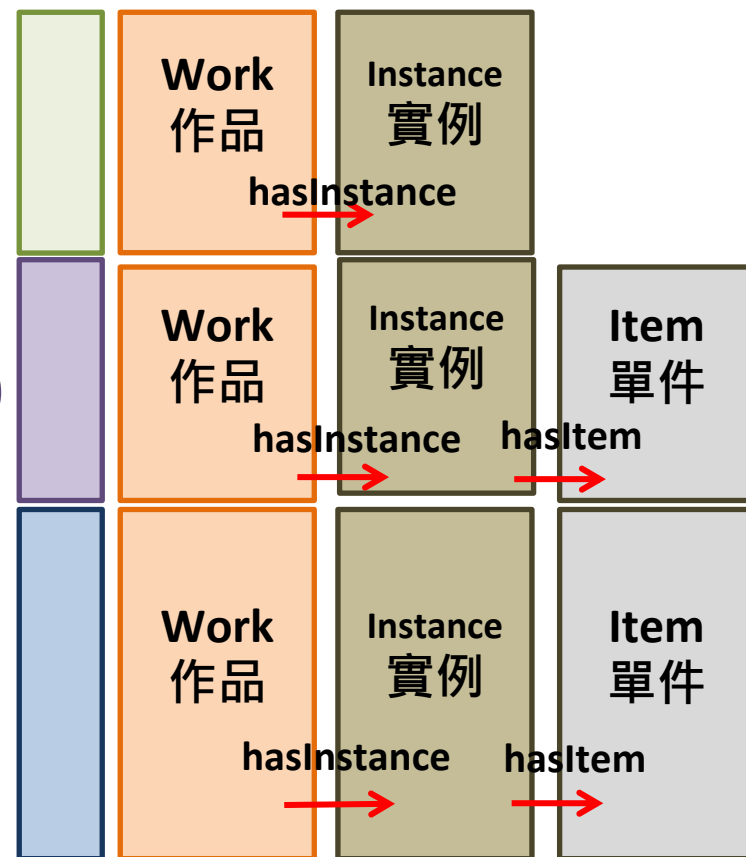 Work
作品
Instance
實例
hasInstance
Work
作品
Instance
實例
Item
單件
hasInstance
hasItem
Work
作品
Instance
實例
Item
單件
hasInstance
hasItem